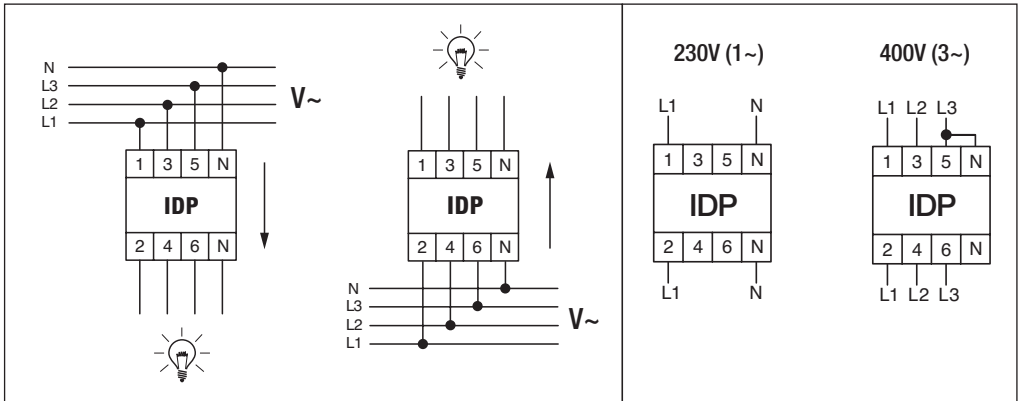 N
L3
L2
L1
V~
1 3 5 N
IDP
2 4 6 N
1 3 5 N
IDP
2 4 6 N
N
L3
L2
L1
V~
230V (1~)
L1 N
1 3 5 N
IDP
2 4 6 N
L1 N
400V (3~)
L1 L2 L3
1 3 5 N
IDP
2 4 6 N
L1 L2 L3